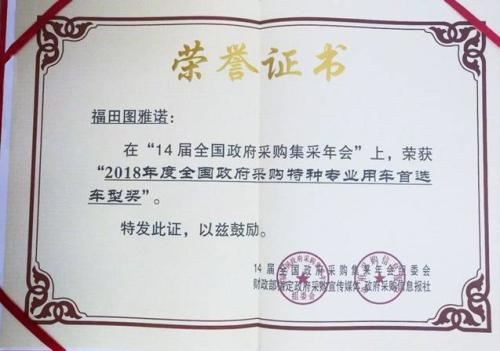 荣誉证书
福田图雅诺：
在“14届全国政府采购集采年会”上，荣获
“2018年度全国政府采购特种专业用车首选
车型奖”。
特发此证，以兹鼓励。
14届全国政府采购集采年会组委会
财政部指定政府采购宣传媒体 政府采购信息报社
组委会